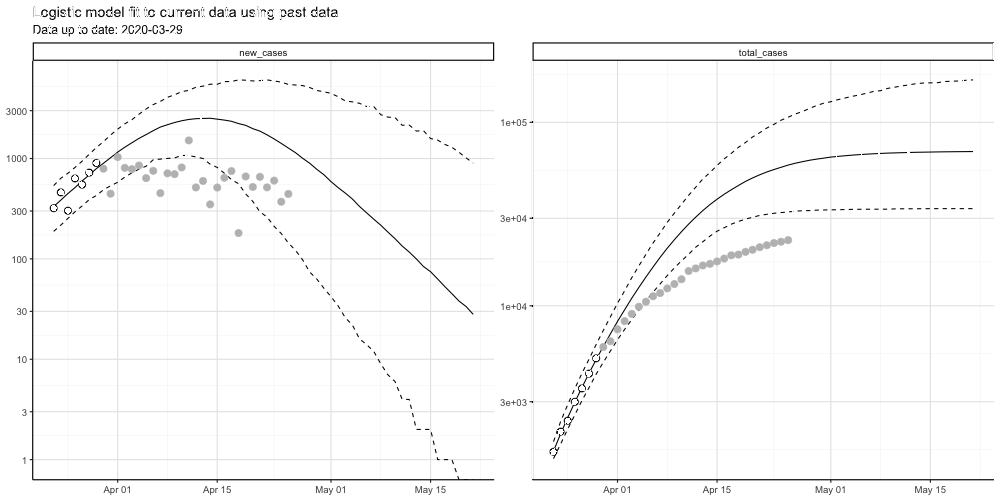 Logistic model fit to current data using past data
Data up to date: 2020-03-29
new_cases
total_cases
3000
1000
300
100
30
10
3
1
1e+05
3e+04
1e+04
3e+03
Apr 01
Apr 15
May 01
May 15
Apr 01
Apr 15
May 01
May 15